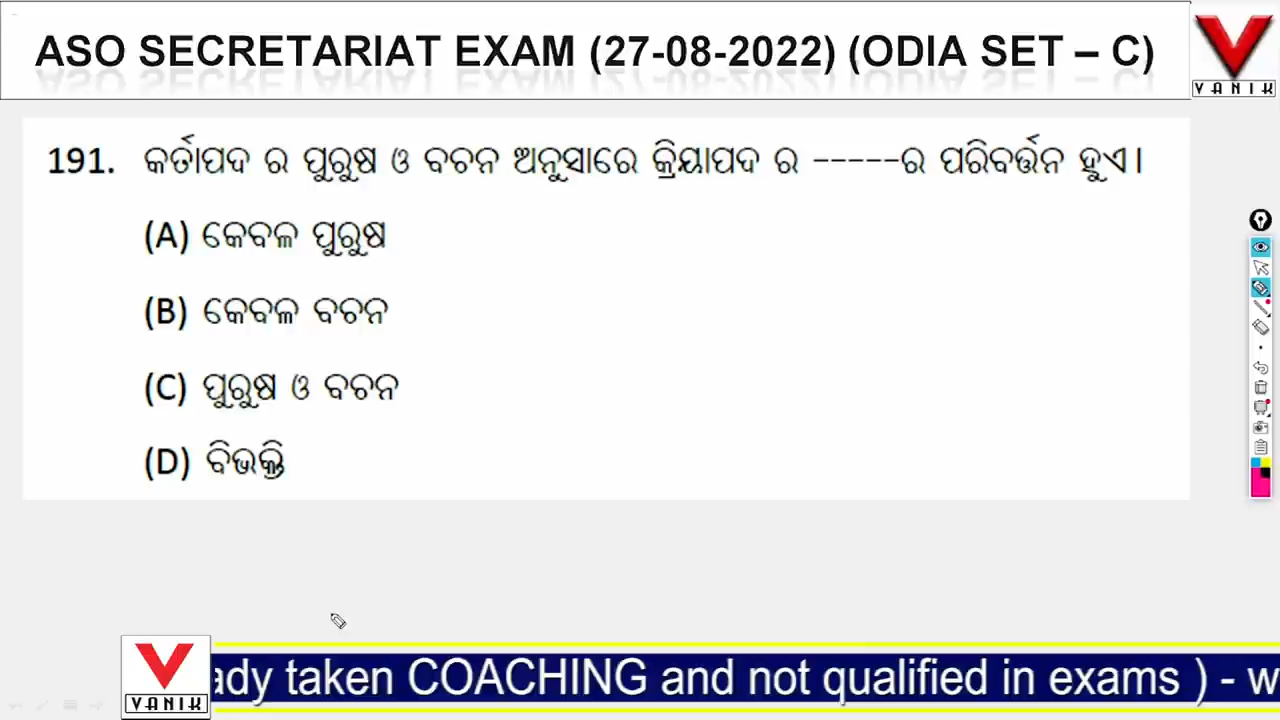 ASO SECRETARIAT EXAM (27-08-2022) (ODIA SET – C)
VANIK
191. କର୍ତାପଦ ର ପୁରୁଷ ଓ ବଚନ ଅନୁସାରେ କ୍ରିୟାପଦ ର -----ର ପରିବର୍ତ୍ତନ ହୁଏ।
(A) କେବଳ ପୁରୁଷ
(B) କେବଳ ବଚନ
(C) ପୁରୁଷ ଓ ବଚନ
(D) ବିଭକ୍ତି
ady taken COACHING and not qualified in exams ) - w
VANIK